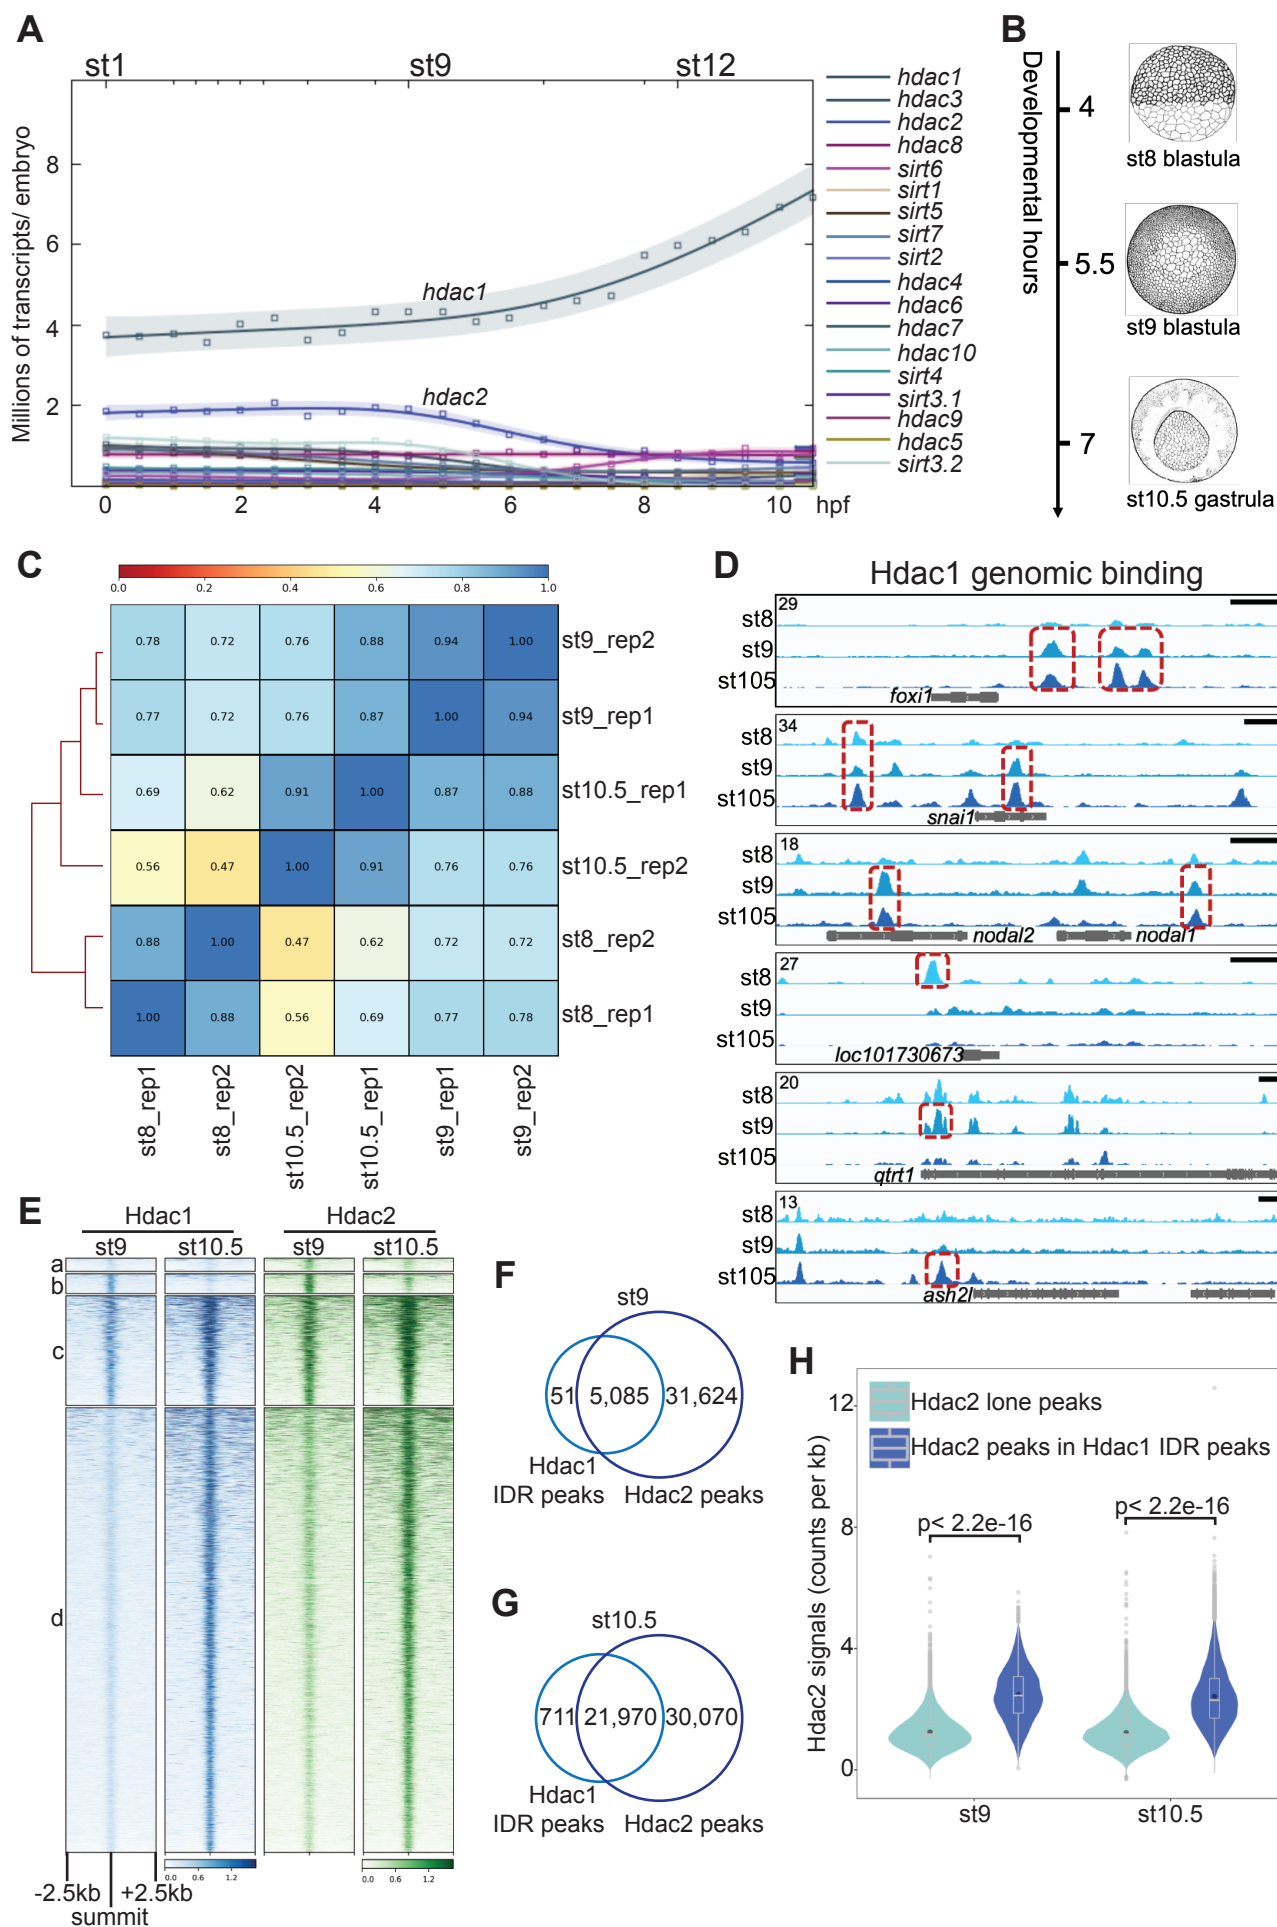 A
st1
st9
st12
Millions of transcripts/ embryo
8
6
4
2
hdac1
hdac2
0
2
4
6
8
10
hpf
hdac1
hdac3
hdac2
hdac8
sirt6
sirt1
sirt5
sirt7
sirt2
hdac4
hdac6
hdac7
hdac10
sirt4
sirt3.1
hdac9
hdac5
sirt3.2
B
Developmental hours
4
5.5
7
st8 blastula
st9 blastula
st10.5 gastrula
C
0.0 0.2 0.4 0.6 0.8 1.0
0.78 0.72 0.76 0.88 0.94 1.00 st9_rep2
0.77 0.72 0.76 0.87 1.00 0.94 st9_rep1
0.69 0.62 0.91 1.00 0.87 0.88 st10.5_rep1
0.56 0.47 1.00 0.91 0.76 0.76 st10.5_rep2
0.88 1.00 0.47 0.62 0.72 0.72 st8_rep2
1.00 0.88 0.56 0.69 0.77 0.78 st8_rep1
st8_rep1
st8_rep2
st10.5_rep2
st10.5_rep1
st9_rep1
st9_rep2
D
Hdac1 genomic binding
29
st8
st9
st105
foxi1
34
st8
st9
st105
snai1
18
st8
st9
st105
nodal2
nodal1
27
st8
st9
st105
loc101730673
20
st8
st9
st105
qtrt1
13
st8
st9
st105
ash2l
E
Hdac1 Hdac2
st9 st10.5 st9 st10.5
a
b
c
d
0.0 0.6 1.2
0.0 0.6 1.2
-2.5kb +2.5kb
summit
F
st9
51 5,085 31,624
Hdac1
IDR peaks Hdac2 peaks
G
st10.5
711 21,970 30,070
Hdac1
IDR peaks Hdac2 peaks
H
Hdac2 signals (counts per kb)
12
8
4
0
Hdac2 lone peaks
Hdac2 peaks in Hdac1 IDR peaks
p< 2.2e-16
p< 2.2e-16
st9
st10.5